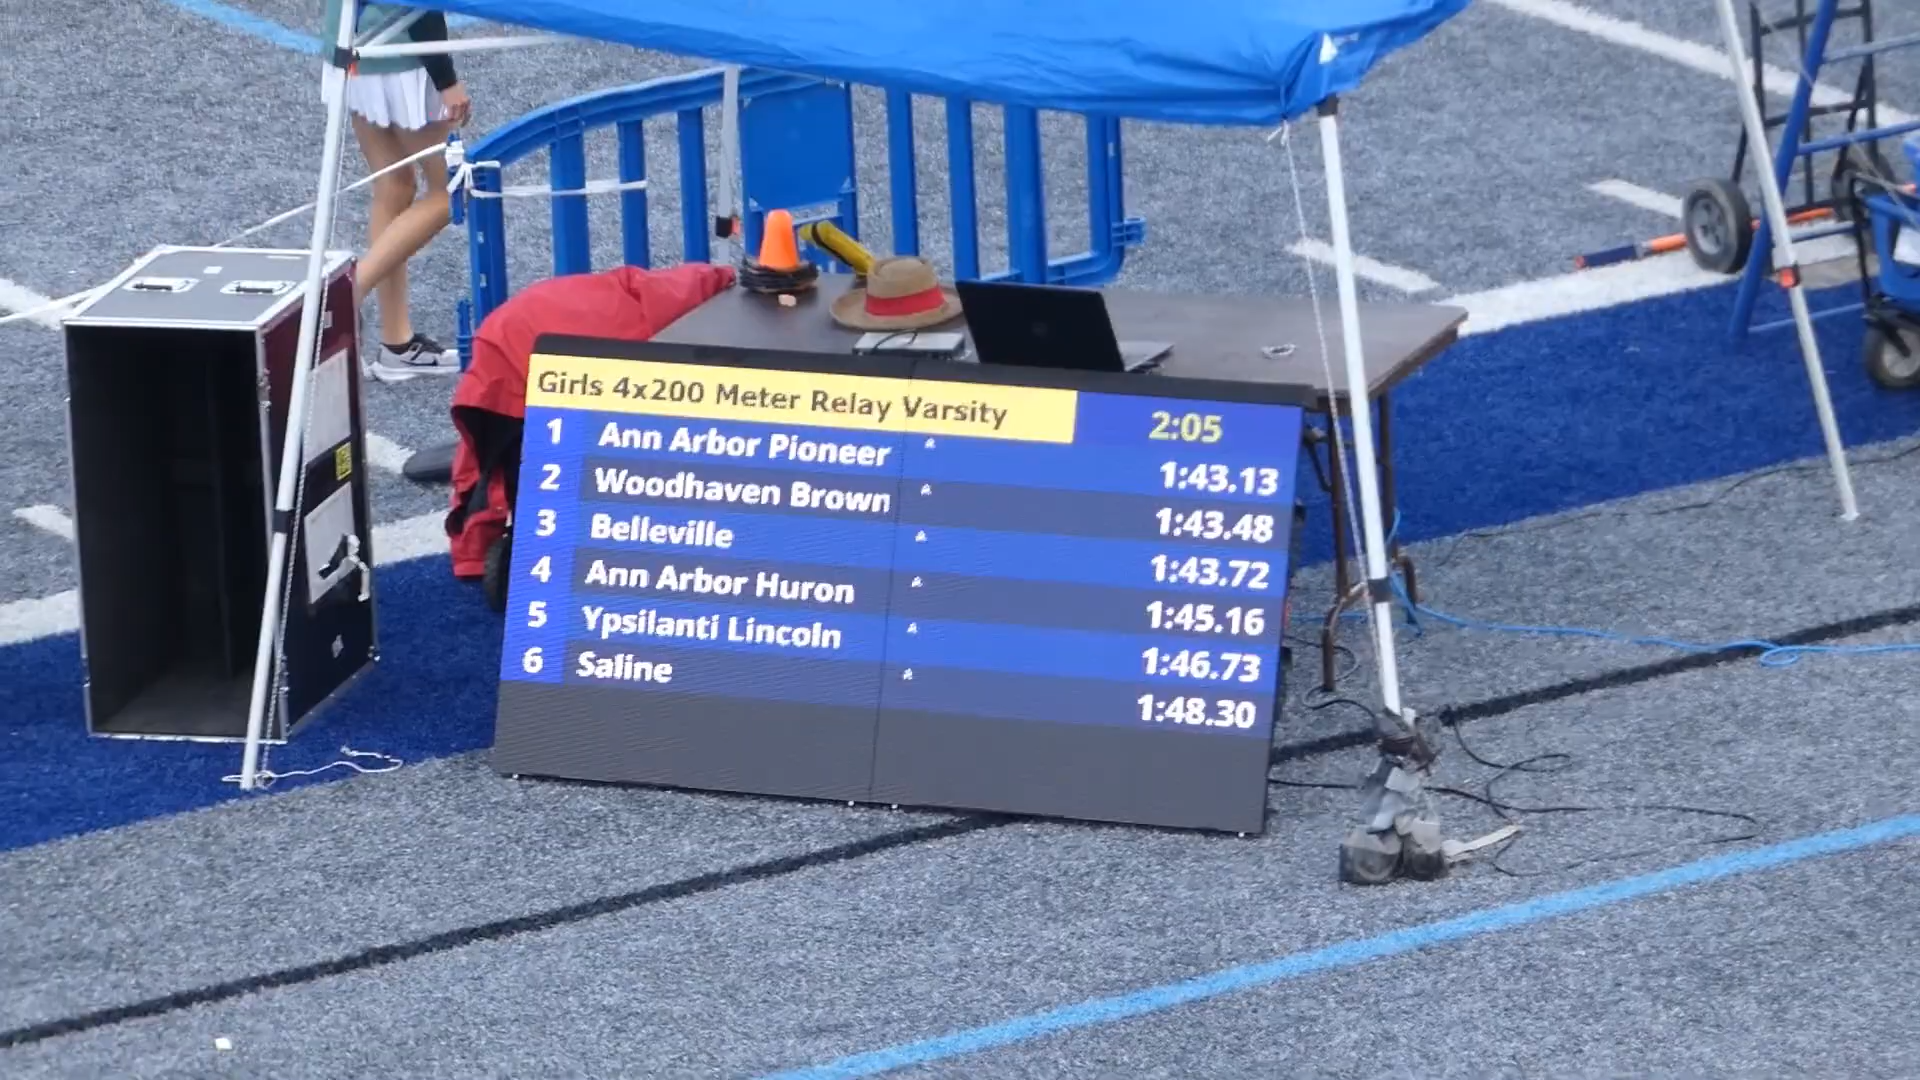 Girls 4x200 Meter Relay Varsity 2:05
1 Ann Arbor Pioneer A 1:43.13
2 Woodhaven Brown A 1:43.48
3 Belleville A 1:43.72
4 Ann Arbor Huron A 1:45.16
5 Ypsilanti Lincoln A 1:46.73
6 Saline A 1:48.30